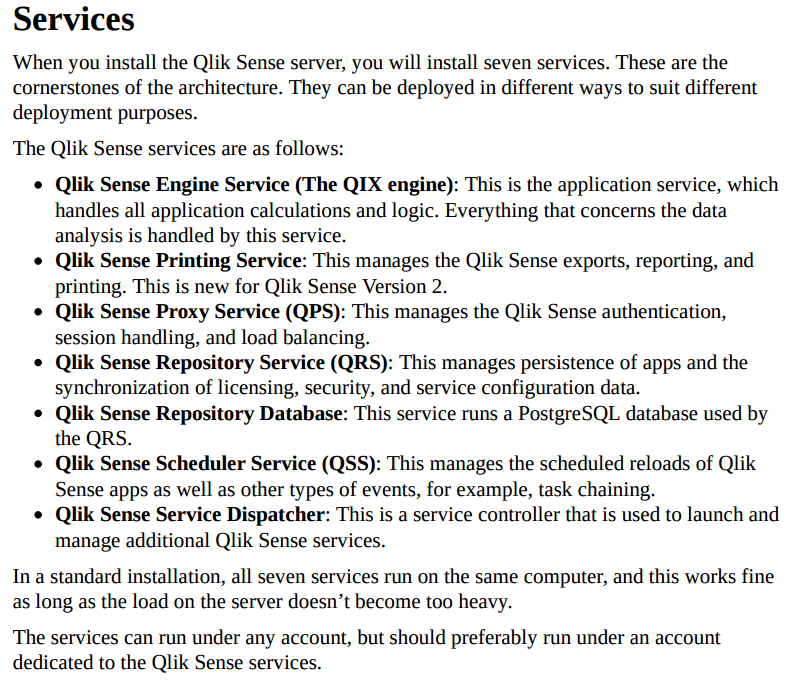 Services
When you install the Qlik Sense server, you will install seven services. These are the
cornerstones of the architecture. They can be deployed in different ways to suit different
deployment purposes.
The Qlik Sense services are as follows:
• Qlik Sense Engine Service (The QIX engine): This is the application service, which
handles all application calculations and logic. Everything that concerns the data
analysis is handled by this service.
• Qlik Sense Printing Service: This manages the Qlik Sense exports, reporting, and
printing. This is new for Qlik Sense Version 2.
• Qlik Sense Proxy Service (QPS): This manages the Qlik Sense authentication,
session handling, and load balancing.
• Qlik Sense Repository Service (QRS): This manages persistence of apps and the
synchronization of licensing, security, and service configuration data.
• Qlik Sense Repository Database: This service runs a PostgreSQL database used by
the QRS.
• Qlik Sense Scheduler Service (QSS): This manages the scheduled reloads of Qlik
Sense apps as well as other types of events, for example, task chaining.
• Qlik Sense Service Dispatcher: This is a service controller that is used to launch and
manage additional Qlik Sense services.
In a standard installation, all seven services run on the same computer, and this works fine
as long as the load on the server doesn’t become too heavy.
The services can run under any account, but should preferably run under an account
dedicated to the Qlik Sense services.